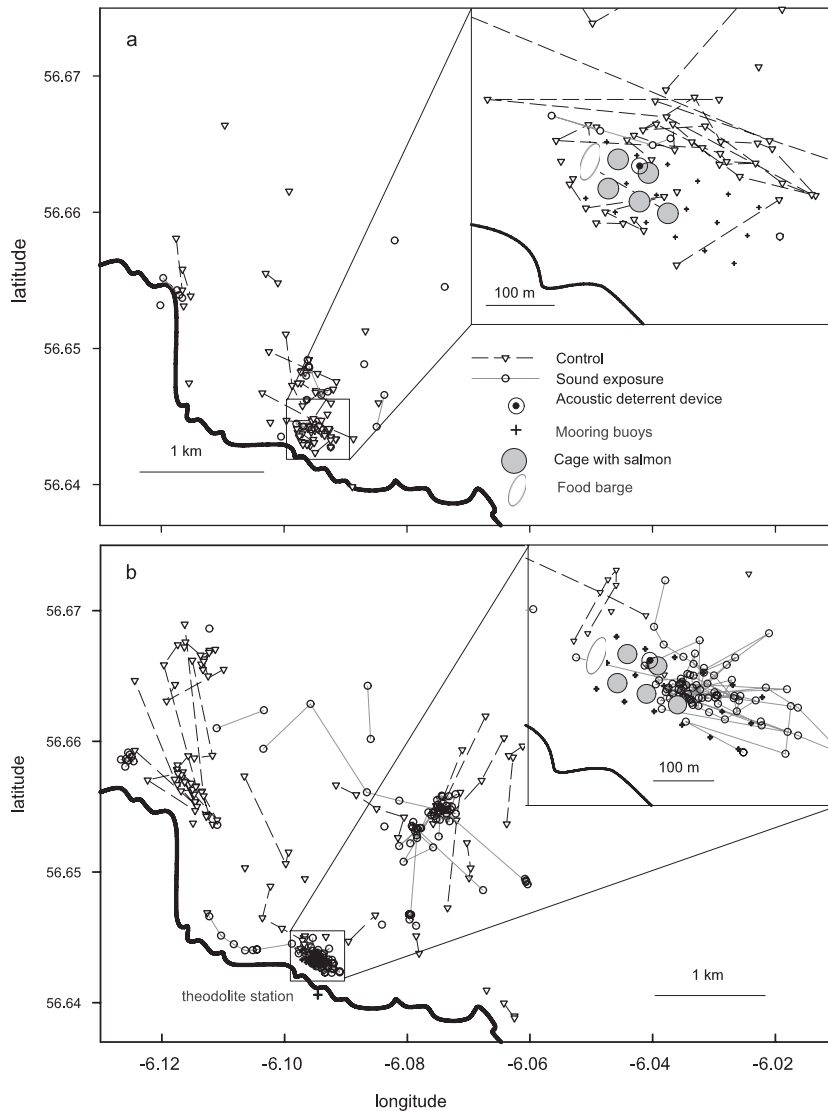 a
56.67
56.66
56.65
56.64
latitude
100 m
1 km
Control
Sound exposure
Acoustic deterrent device
Mooring buoys
Cage with salmon
Food barge
b
56.67
56.66
56.65
56.64
latitude
100 m
theodolite station
1 km
-6.12
-6.10
-6.08
-6.06
-6.04
-6.02
longitude